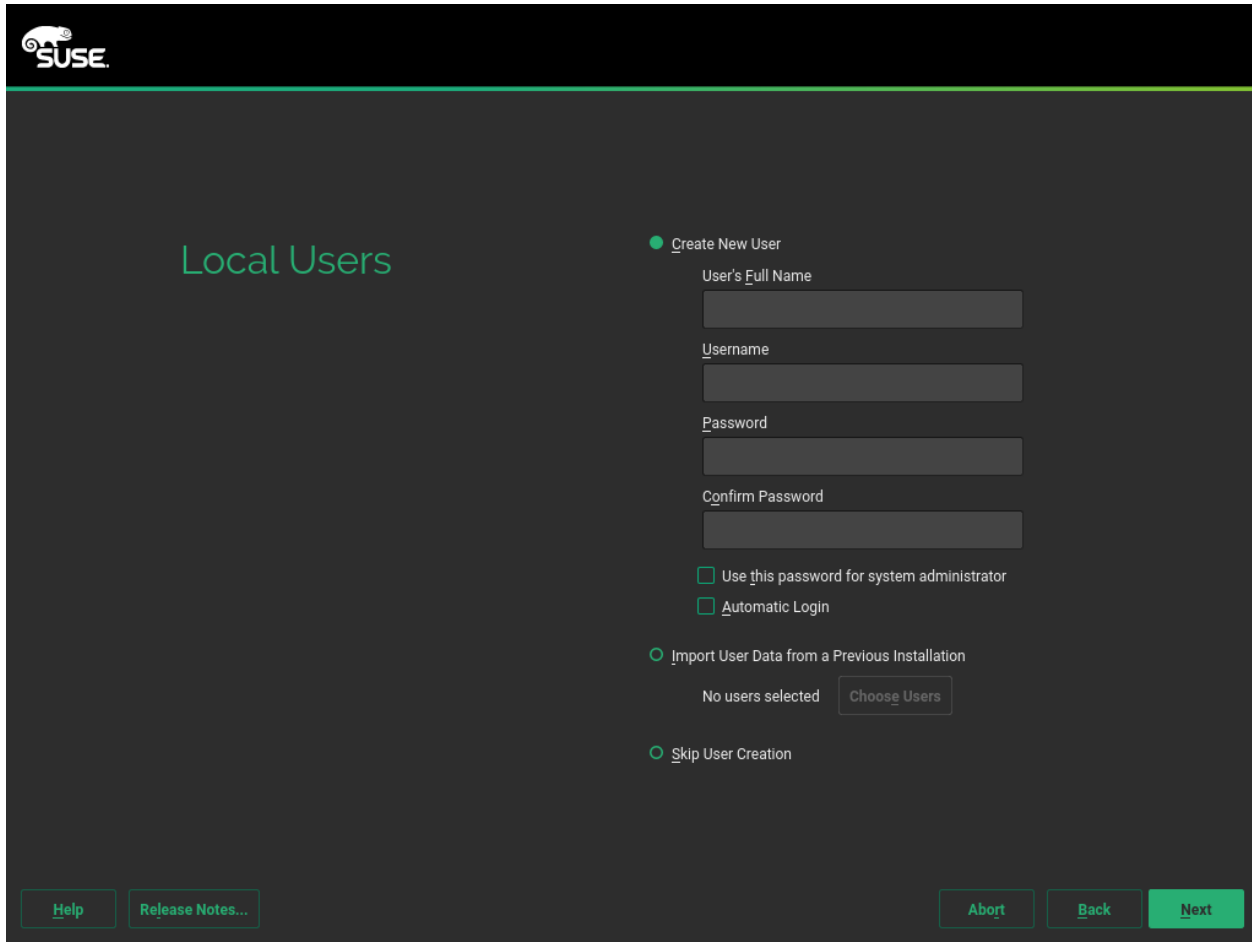 SUSE.
Local Users
Create New User
User's Full Name
Username
Password
Confirm Password
Use this password for system administrator
Automatic Login
Import User Data from a Previous Installation
No users selected Choose Users
Skip User Creation
Help Release Notes... Abort Back Next